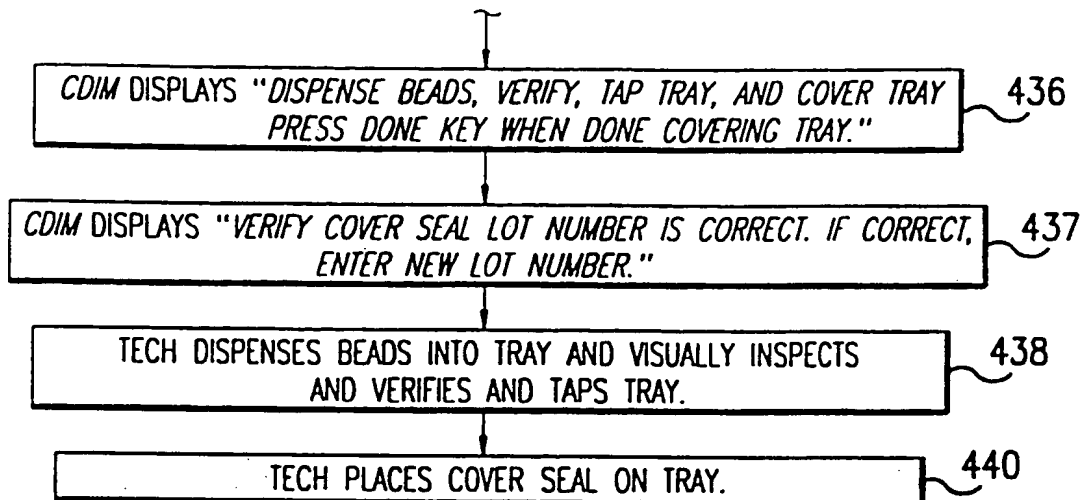 CDIM DISPLAYS "DISPENSE BEADS, VERIFY, TAP TRAY, AND COVER TRAY
PRESS DONE KEY WHEN DONE COVERING TRAY."
436
CDIM DISPLAYS "VERIFY COVER SEAL LOT NUMBER IS CORRECT. IF CORRECT,
ENTER NEW LOT NUMBER."
437
TECH DISPENSES BEADS INTO TRAY AND VISUALLY INSPECTS
AND VERIFIES AND TAPS TRAY.
438
TECH PLACES COVER SEAL ON TRAY.
440